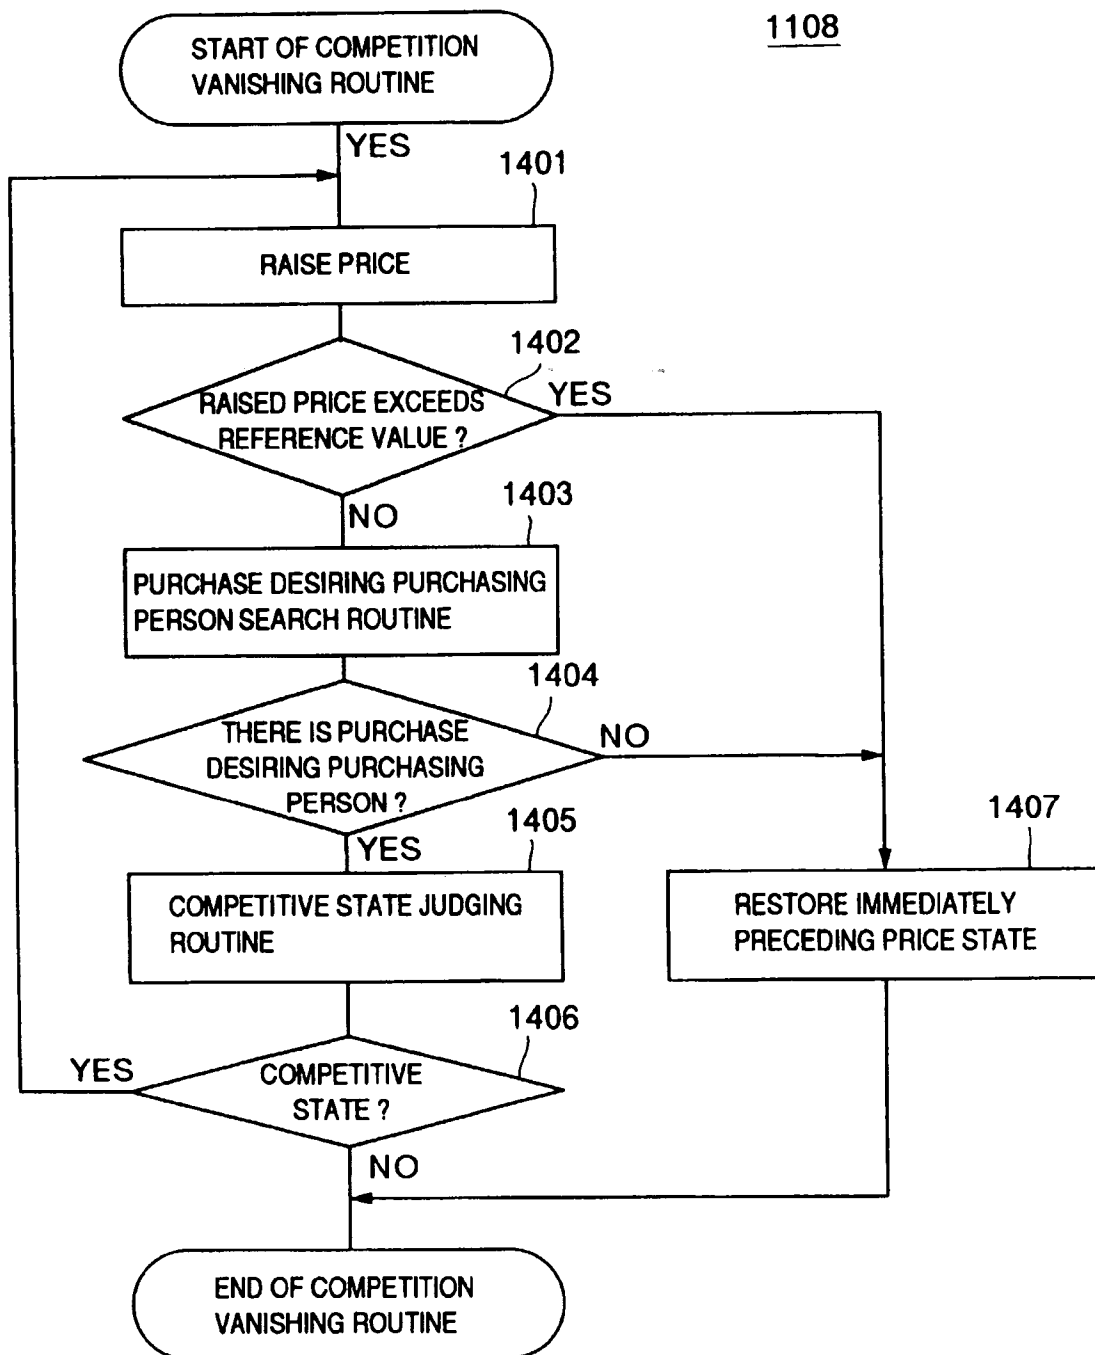 1108
START OF COMPETITION
VANISHING ROUTINE
YES
1401
RAISE PRICE
1402
RAISED PRICE EXCEEDS
REFERENCE VALUE ?
YES
NO
1403
PURCHASE DESIRING PURCHASING
PERSON SEARCH ROUTINE
1404
THERE IS PURCHASE
DESIRING PURCHASING
PERSON ?
NO
YES
1405
COMPETITIVE STATE JUDGING
ROUTINE
1407
RESTORE IMMEDIATELY
PRECEDING PRICE STATE
1406
COMPETITIVE
STATE ?
YES
NO
END OF COMPETITION
VANISHING ROUTINE